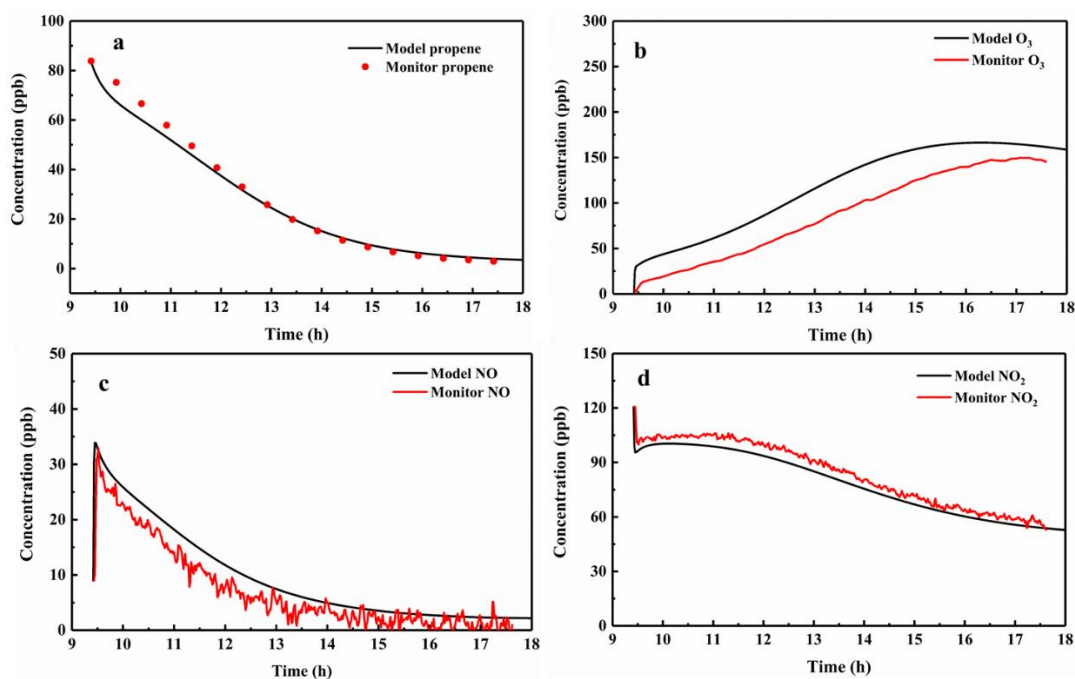 a
Model propene
Monitor propene
Concentration (ppb)
100
80
60
40
20
0
9 10 11 12 13 14 15 16 17 18
Time (h)
b
Model O₃
Monitor O₃
Concentration (ppb)
300
250
200
150
100
50
0
9 10 11 12 13 14 15 16 17 18
Time (h)
c
Model NO
Monitor NO
Concentration (ppb)
50
40
30
20
10
0
9 10 11 12 13 14 15 16 17 18
Time (h)
d
Model NO₂
Monitor NO₂
Concentration (ppb)
150
120
90
60
30
0
9 10 11 12 13 14 15 16 17 18
Time (h)